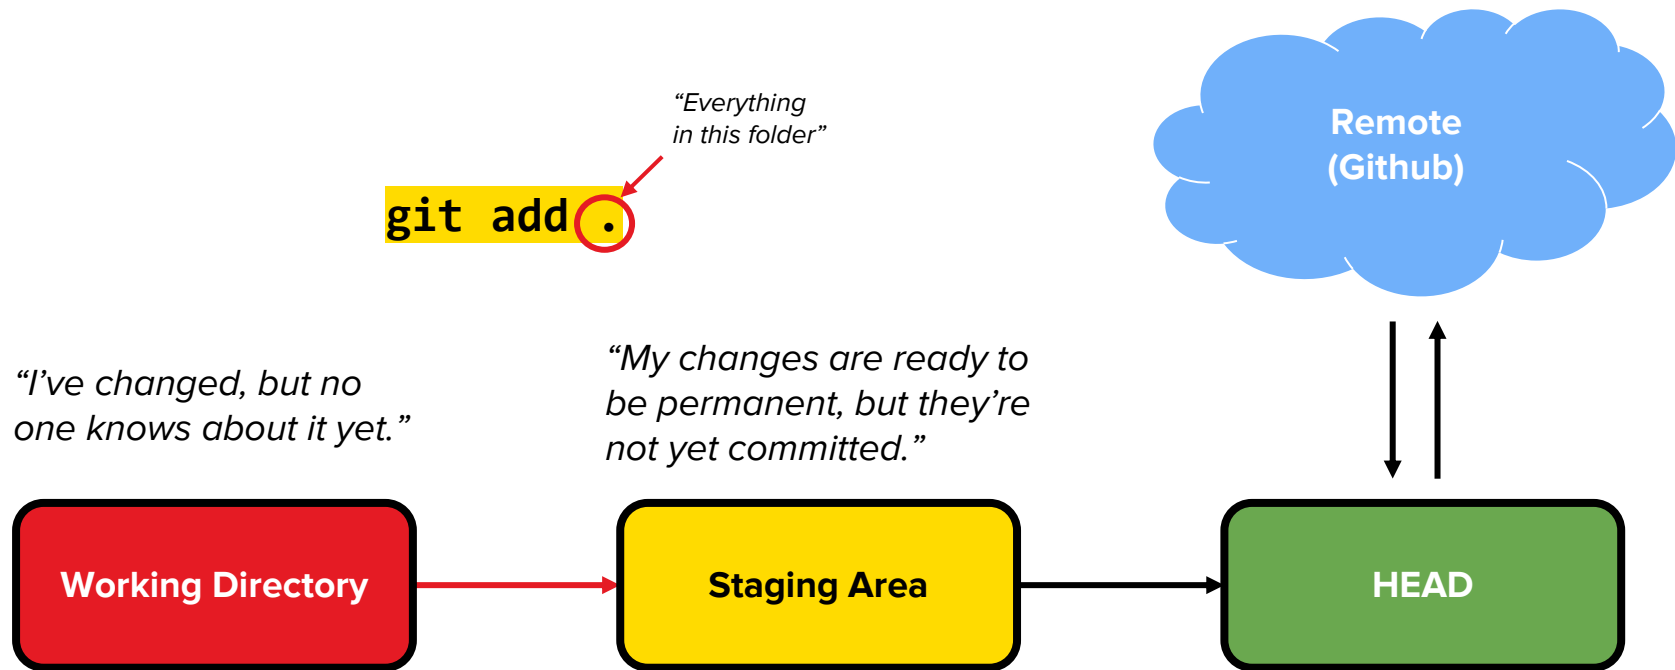 “Everything
in this folder”
Remote
(Github)
git add .
“I’ve changed, but no
one knows about it yet.”
“My changes are ready to
be permanent, but they’re
not yet committed.”
Working Directory
Staging Area
HEAD